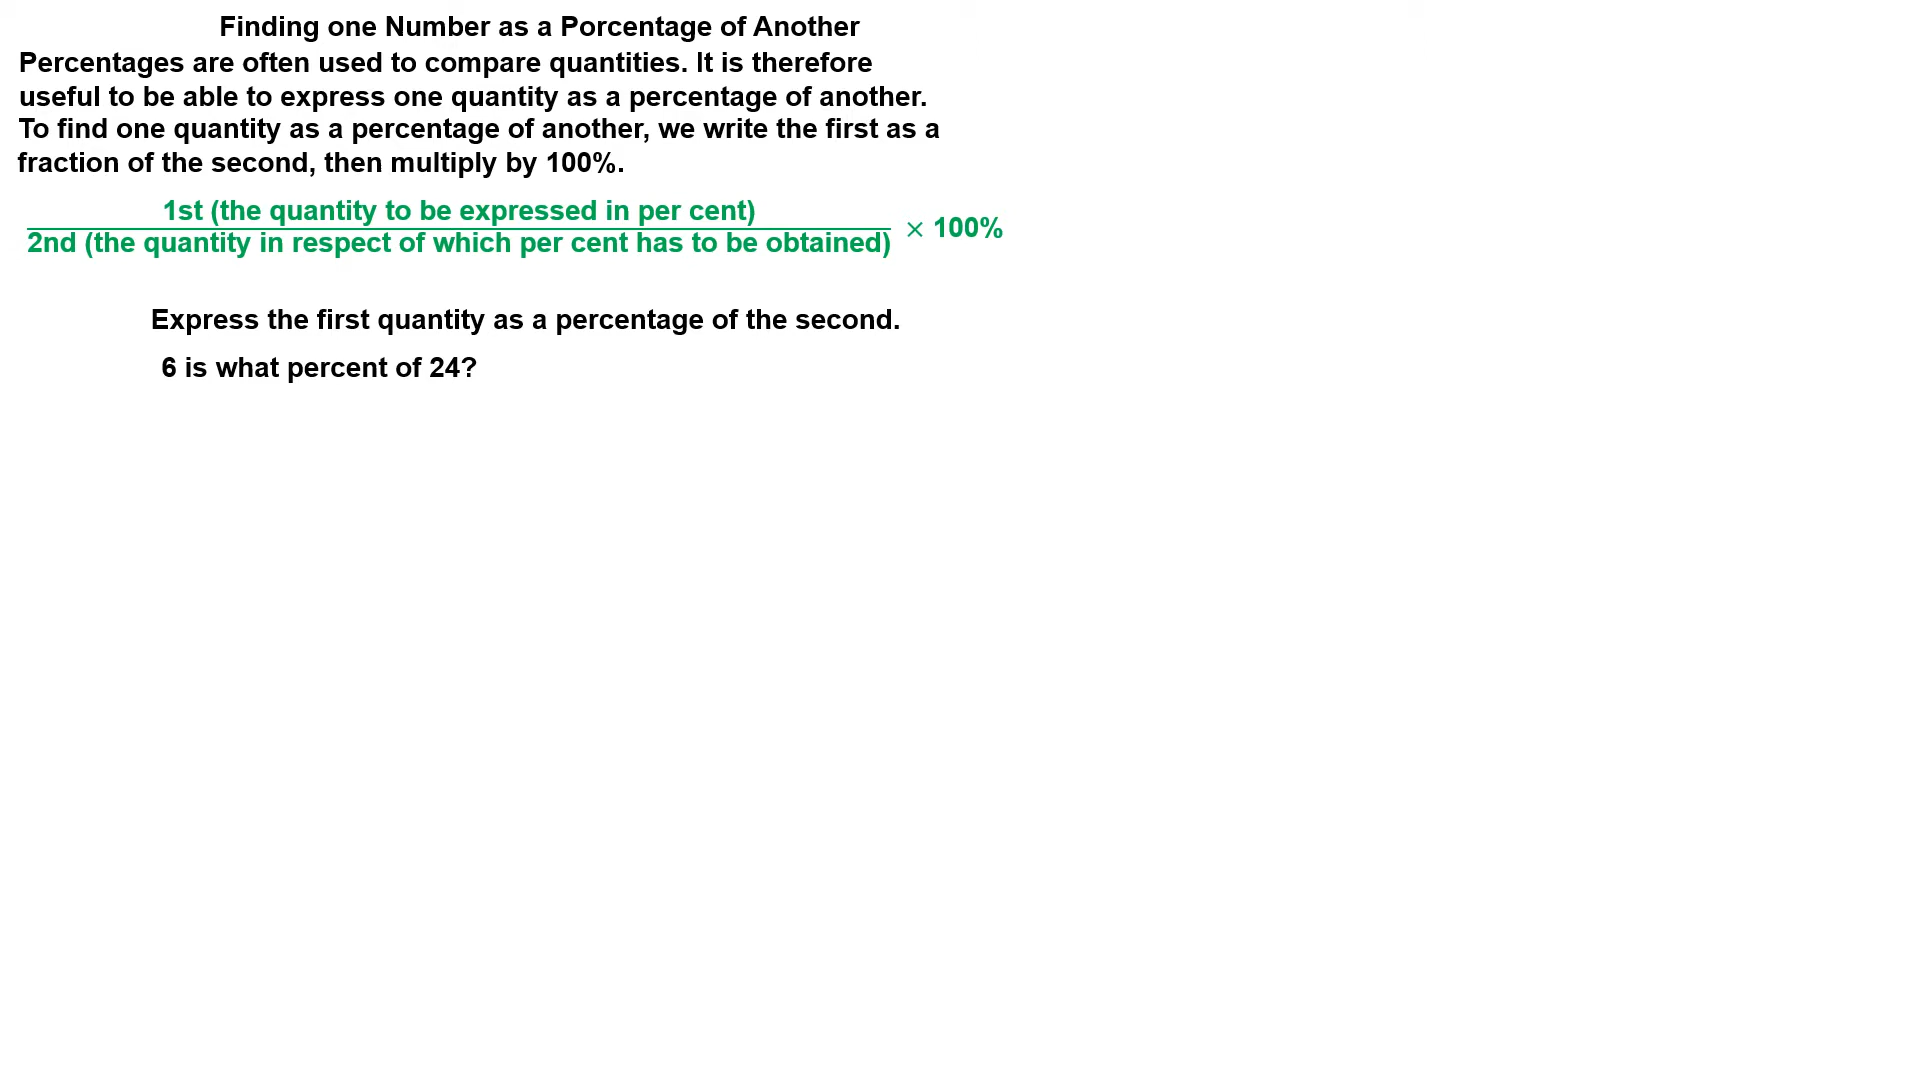 Finding one Number as a Porcentage of Another
Percentages are often used to compare quantities. It is therefore
useful to be able to express one quantity as a percentage of another.
To find one quantity as a percentage of another, we write the first as a
fraction of the second, then multiply by 100%.
1st (the quantity to be expressed in per cent)
2nd (the quantity in respect of which per cent has to be obtained)
× 100%
Express the first quantity as a percentage of the second.
6 is what percent of 24?